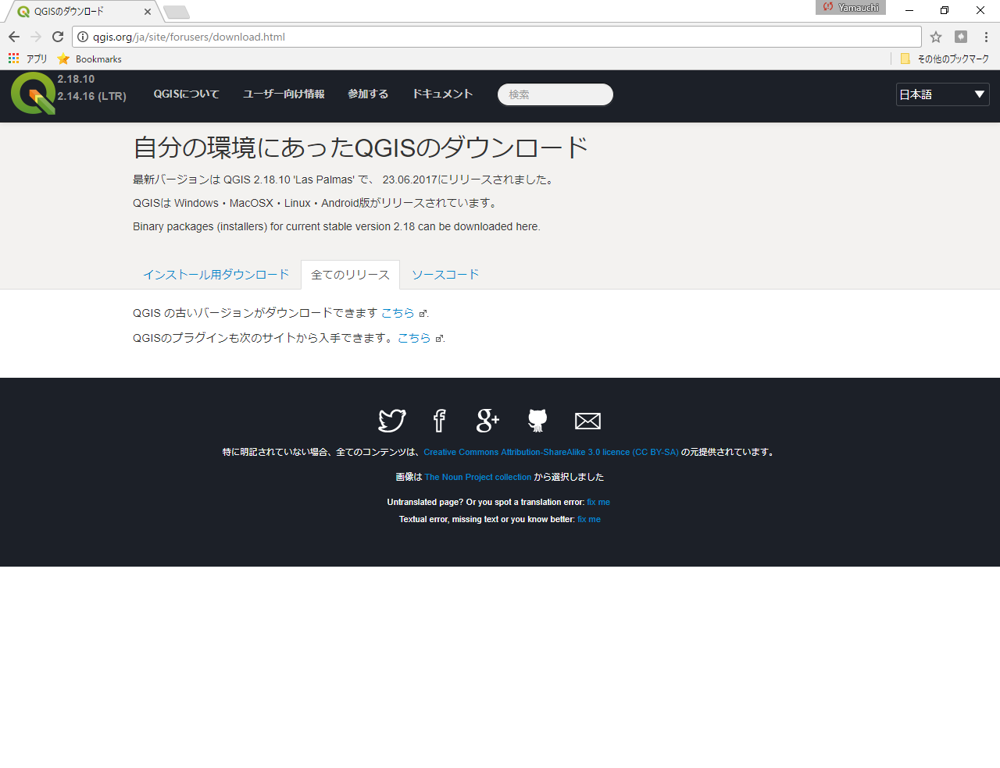 QGISのダウンロード
Yamauchi
qgis.org/ja/site/forusers/download.html
アプリ Bookmarks その他のブックマーク
2.18.10
2.14.16 (LTR)
QGISについて ユーザー向け情報 参加する ドキュメント 検索 日本語
自分の環境にあったQGISのダウンロード
最新バージョンは QGIS 2.18.10 'Las Palmas' で、 23.06.2017にリリースされました。
QGISは Windows・MacOSX・Linux・Android版がリリースされています。
Binary packages (installers) for current stable version 2.18 can be downloaded here.
インストール用ダウンロード 全てのリリース ソースコード
QGIS の古いバージョンがダウンロードできます こちら .
QGISのプラグインも次のサイトから入手できます。こちら .
特に明記されていない場合、全てのコンテンツは、Creative Commons Attribution-ShareAlike 3.0 licence (CC BY-SA) の元提供されています。
画像は The Noun Project collection から選択しました
Untranslated page? Or you spot a translation error: fix me
Textual error, missing text or you know better: fix me